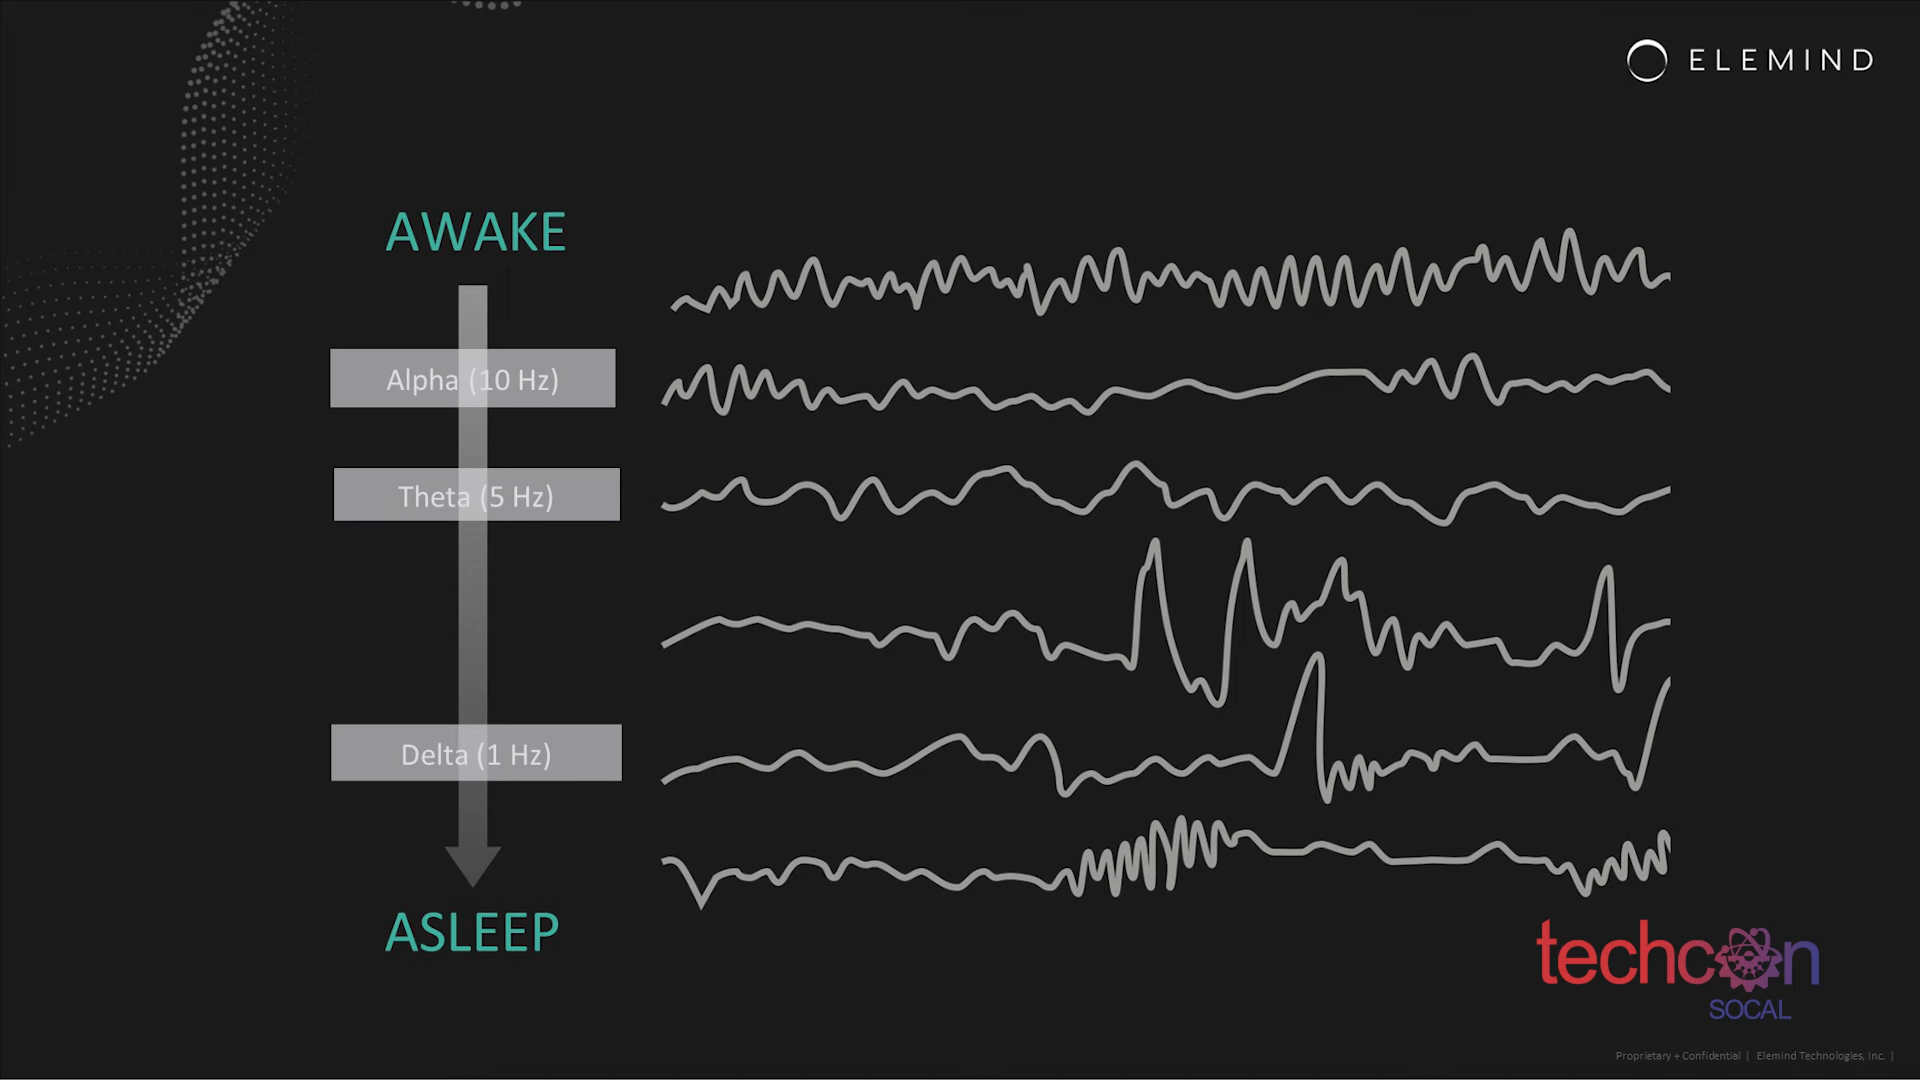 ELEMIND
AWAKE
Alpha (10 Hz)
Theta (5 Hz)
Delta (1 Hz)
ASLEEP
techcon
SOCAL
Proprietary + Confidential | Elemind Technologies, Inc. |